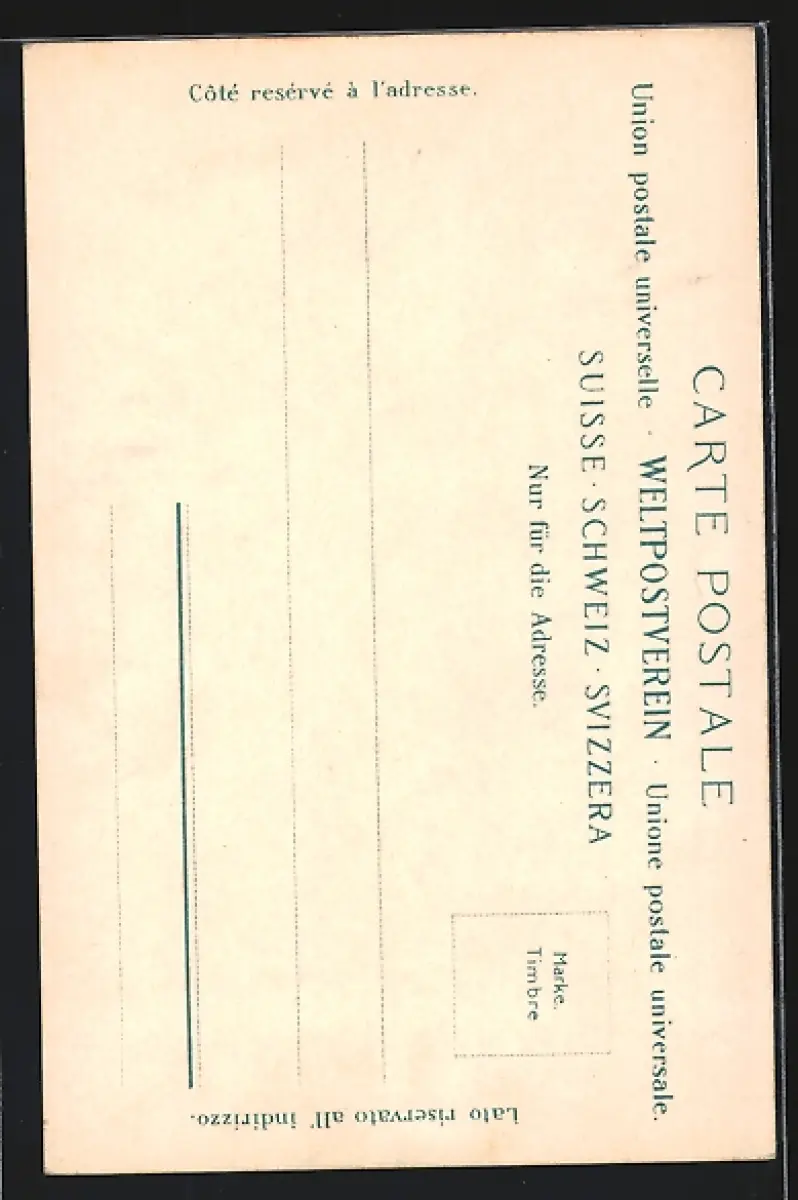 CARTE POSTALE
Union postale universelle · WELTPOSTVEREIN · Unione postale universale.
SUISSE · SCHWEIZ · SVIZZERA
Nur für die Adresse.
Marke.
Timbre
Côté resérvé à l'adresse.
Lato riservato all' indirizzo.